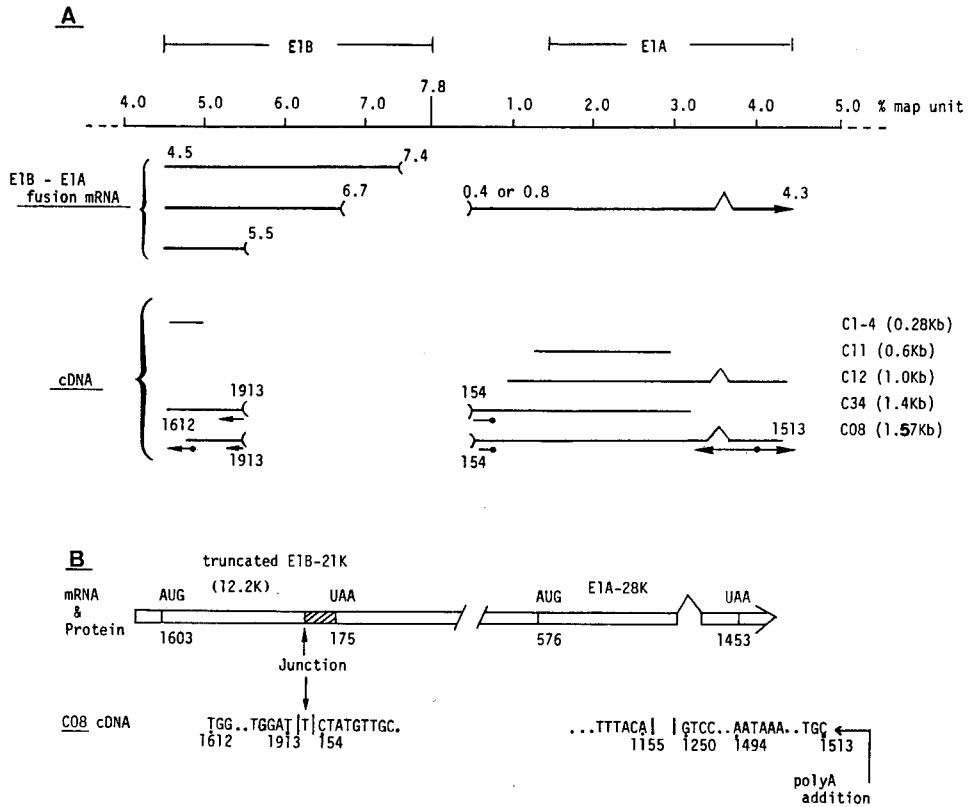 A
E1B E1A
7.8
4.0 5.0 6.0 7.0 1.0 2.0 3.0 4.0 5.0 % map unit
4.5 7.4
E1B - E1A
fusion mRNA
6.7 0.4 or 0.8 4.3
5.5
C1-4 (0.28Kb)
C11 (0.6Kb)
cDNA
C12 (1.0Kb)
1913 154
C34 (1.4Kb)
1612 1513
C08 (1.57Kb)
1913 154
B
truncated E1B-21K
(12.2K)
E1A-28K
mRNA
&
Protein
AUG UAA AUG UAA
1603 175 576 1453
Junction
C08 cDNA TGG..TGGAT|T|CTATGTTGC. ...TTTACA| |GTCC..AATAAA..TGC
1612 1913 154 1155 1250 1494 1513
polyA
addition